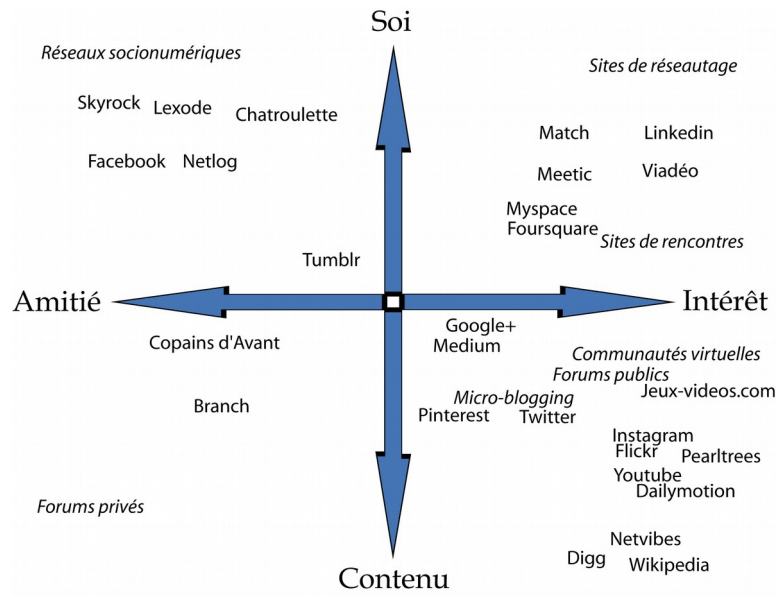 Soi
Réseaux socionumériques
Sites de réseautage
Skyrock Lexode Chatroulette
Match Linkedin
Facebook Netlog
Meetic Viadéo
Myspace
Foursquare
Sites de rencontres
Tumblr
Amitié
Intérêt
Google+
Copains d'Avant
Medium
Communautés virtuelles
Forums publics
Jeux-videos.com
Micro-blogging
Branch
Pinterest Twitter
Instagram
Flickr
Pearltrees
Youtube
Dailymotion
Forums privés
Netvibes
Digg
Wikipedia
Contenu